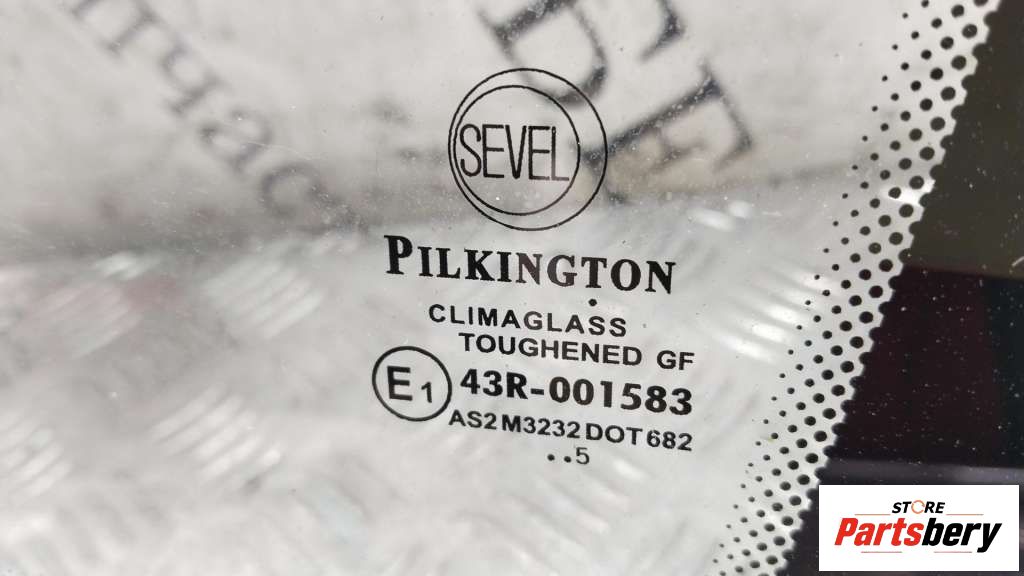 SEVEL
PILKINGTON
CLIMAGLASS
TOUGHENED GF
E1 43R-001583
AS2 M3232 DOT 682
..5
STORE
Partsbery